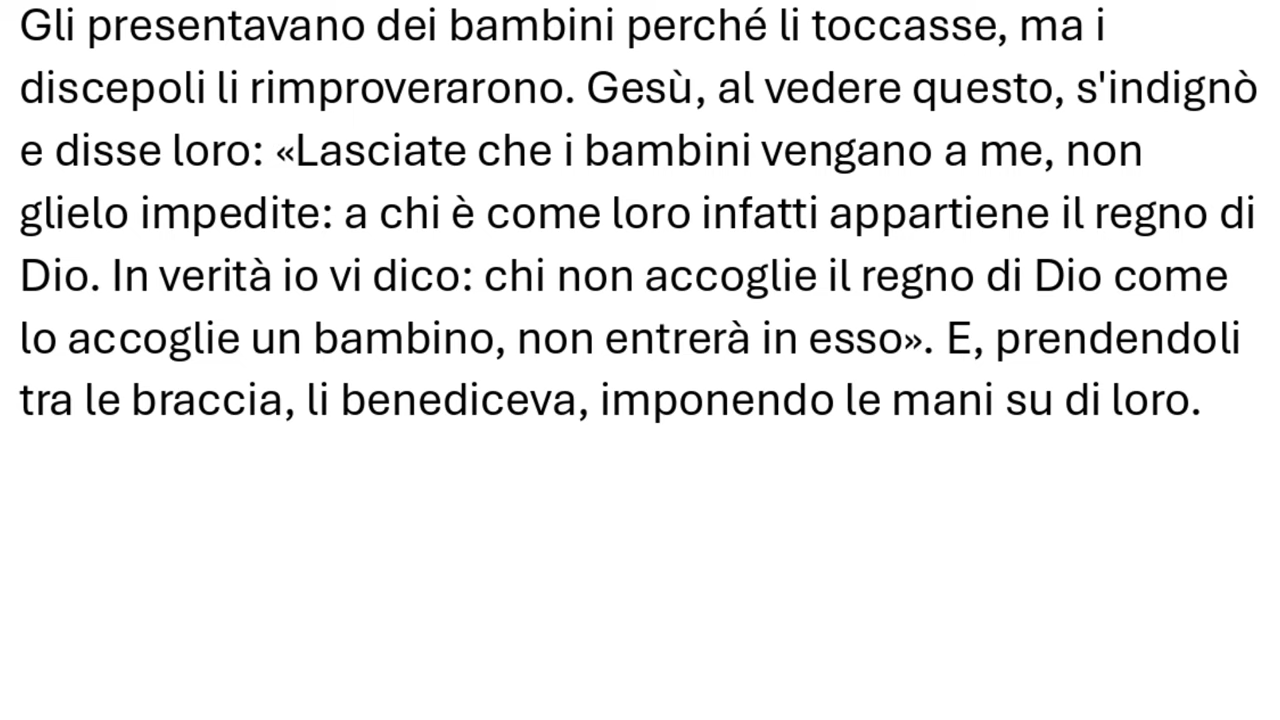 Gli presentavano dei bambini perché li toccasse, ma i
discepoli li rimproverarono. Gesù, al vedere questo, s'indignò
e disse loro: «Lasciate che i bambini vengano a me, non
glielo impedite: a chi è come loro infatti appartiene il regno di
Dio. In verità io vi dico: chi non accoglie il regno di Dio come
lo accoglie un bambino, non entrerà in esso». E, prendendoli
tra le braccia, li benediceva, imponendo le mani su di loro.